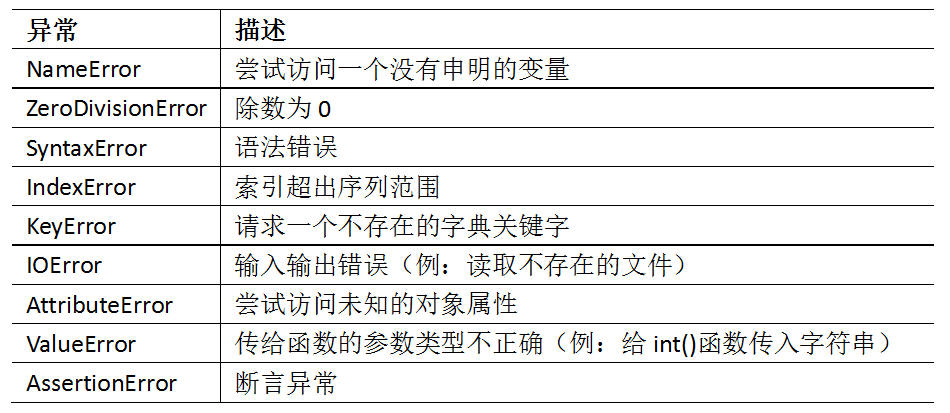 异常 描述
NameError 尝试访问一个没有申明的变量
ZeroDivisionError 除数为 0
SyntaxError 语法错误
IndexError 索引超出序列范围
KeyError 请求一个不存在的字典关键字
IOError 输入输出错误（例：读取不存在的文件）
AttributeError 尝试访问未知的对象属性
ValueError 传给函数的参数类型不正确（例：给 int()函数传入字符串）
AssertionError 断言异常